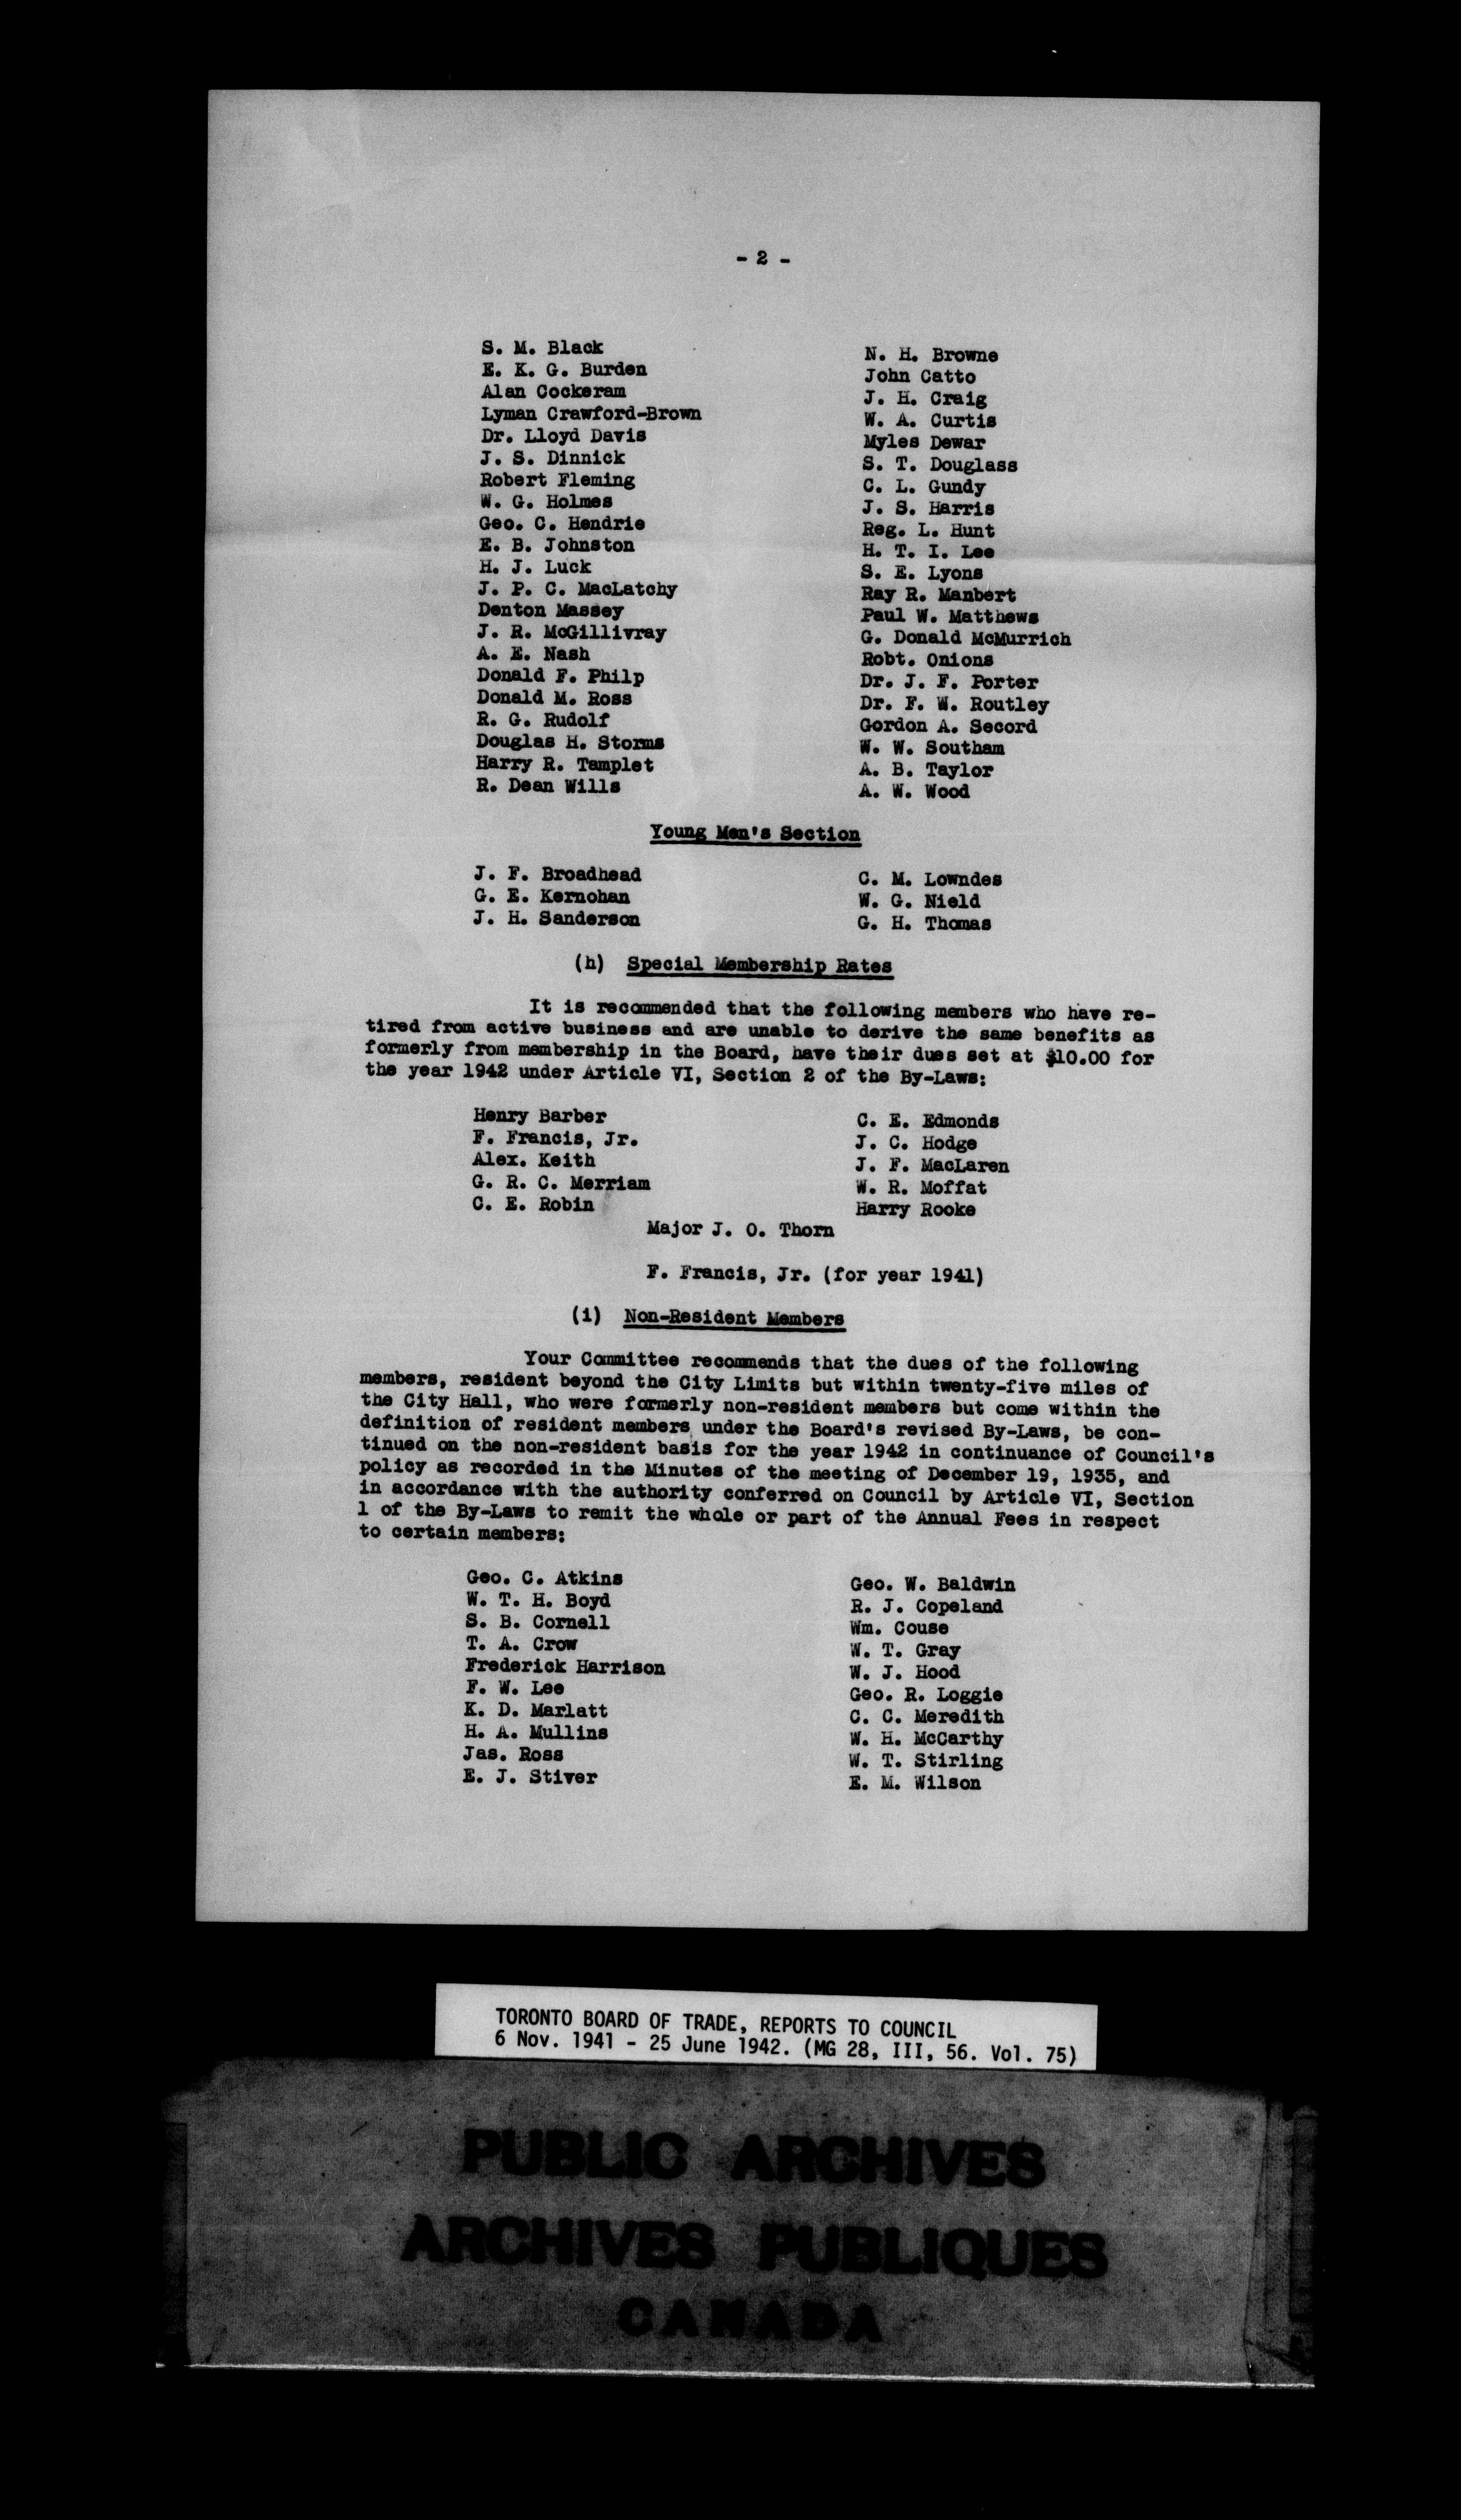 - 2 -
S. M. Black
E. K. G. Burden
Alan Cockeram
Lyman Crawford-Brown
Dr. Lloyd Davis
J. S. Dinnick
Robert Fleming
W. G. Holmes
Geo. C. Hendrie
E. B. Johnston
H. J. Luck
J. P. C. MacLatchy
Denton Massey
J. R. McGillivray
A. E. Nash
Donald F. Philp
Donald M. Ross
R. G. Rudolf
Douglas H. Storms
Harry R. Tamplet
R. Dean Wills
N. H. Browne
John Catto
J. H. Craig
W. A. Curtis
Myles Dewar
S. T. Douglass
C. L. Gundy
J. S. Harris
Reg. L. Hunt
H. T. I. Lee
S. E. Lyons
Ray R. Manbert
Paul W. Matthews
G. Donald McMurrich
Robt. Onions
Dr. J. F. Porter
Dr. F. W. Routley
Gordon A. Secord
W. W. Southam
A. B. Taylor
A. W. Wood
Young Men's Section
J. F. Broadhead
G. E. Kernohan
J. H. Sanderson
C. M. Lowndes
W. G. Nield
G. H. Thomas
(h) Special Membership Rates
It is recommended that the following members who have re-
tired from active business and are unable to derive the same benefits as
formerly from membership in the Board, have their dues set at $10.00 for
the year 1942 under Article VI, Section 2 of the By-Laws:
Henry Barber
F. Francis, Jr.
Alex. Keith
G. R. C. Merriam
C. E. Robin
C. E. Edmonds
J. C. Hodge
J. F. MacLaren
W. R. Moffat
Harry Rooke
Major J. O. Thorn
F. Francis, Jr. (for year 1941)
(i) Non-Resident Members
Your Committee recommends that the dues of the following
members, resident beyond the City Limits but within twenty-five miles of
the City Hall, who were formerly non-resident members but come within the
definition of resident members under the Board's revised By-Laws, be con-
tinued on the non-resident basis for the year 1942 in continuance of Council's
policy as recorded in the Minutes of the meeting of December 19, 1935, and
in accordance with the authority conferred on Council by Article VI, Section
1 of the By-Laws to remit the whole or part of the Annual Fees in respect
to certain members:
Geo. C. Atkins
W. T. H. Boyd
S. B. Cornell
T. A. Crow
Frederick Harrison
F. W. Lee
K. D. Marlatt
H. A. Mullins
Jas. Ross
E. J. Stiver
Geo. W. Baldwin
R. J. Copeland
Wm. Couse
W. T. Gray
W. J. Hood
Geo. R. Loggie
C. C. Meredith
W. H. McCarthy
W. T. Stirling
E. M. Wilson
TORONTO BOARD OF TRADE, REPORTS TO COUNCIL
6 Nov. 1941 - 25 June 1942. (MG 28, III, 56. Vol. 75)
PUBLIC ARCHIVES
ARCHIVES PUBLIQUES
CANADA